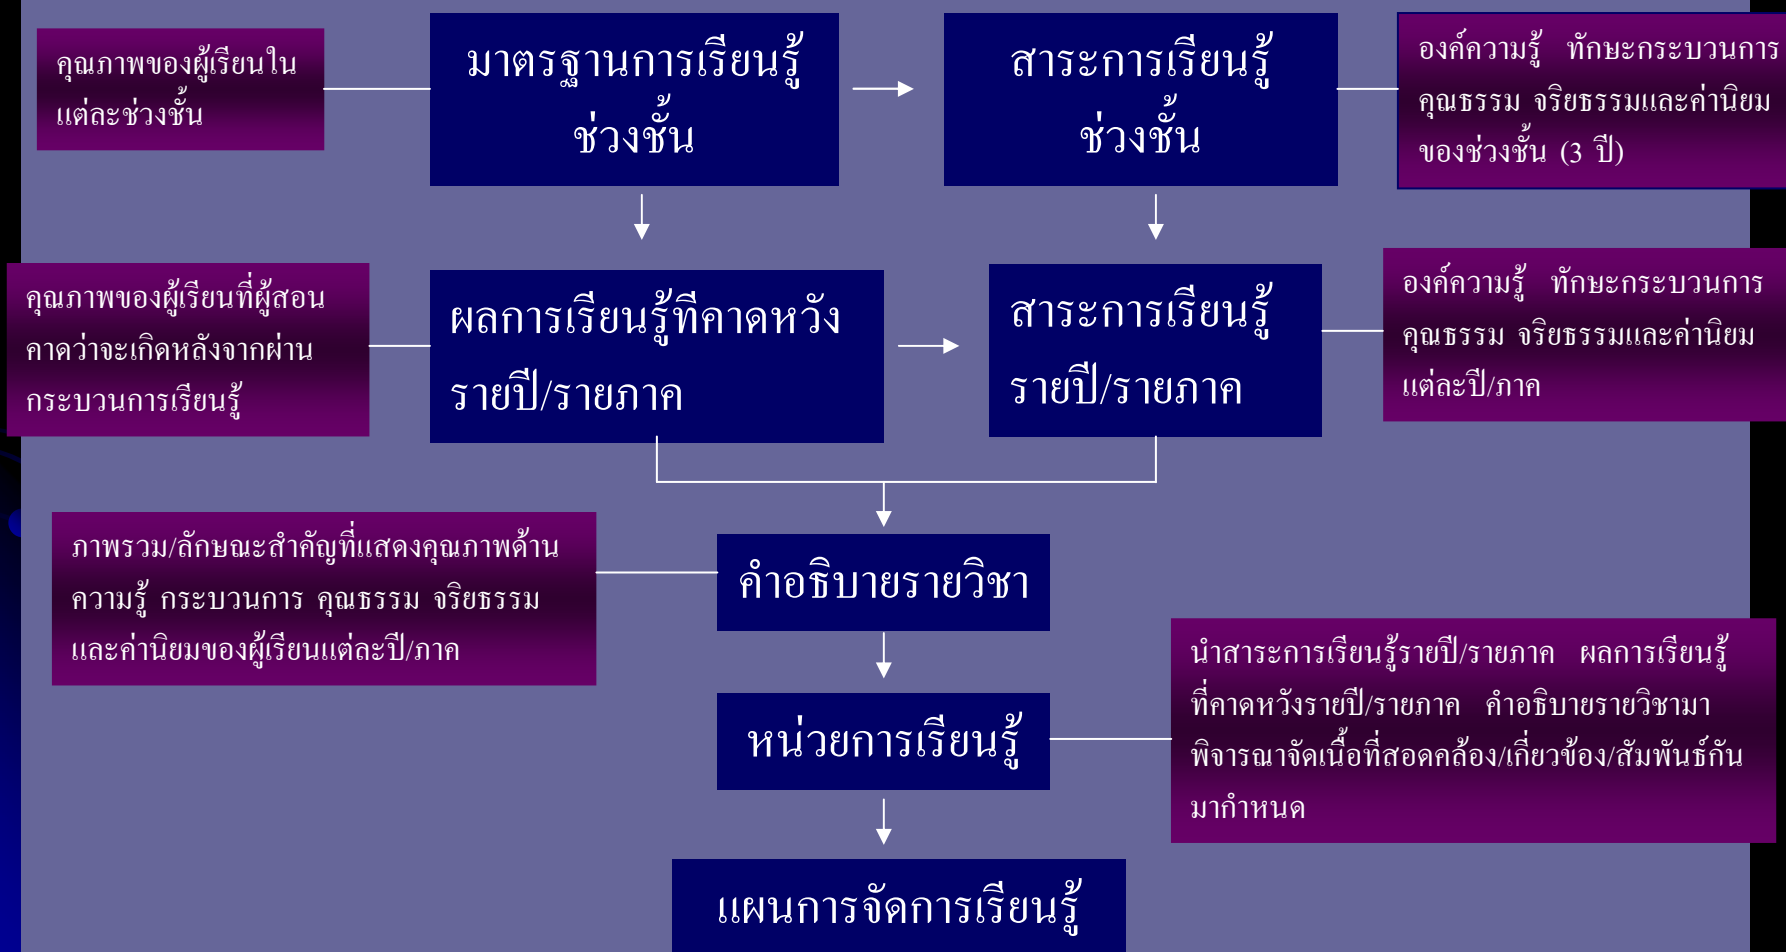 คุณภาพของผู้เรียนใน
แต่ละช่วงชั้น
มาตรฐานการเรียนรู้
ช่วงชั้น
สาระการเรียนรู้
ช่วงชั้น
องค์ความรู้ ทักษะกระบวนการ
คุณธรรม จริยธรรมและค่านิยม
ของช่วงชั้น (3 ปี)
คุณภาพของผู้เรียนที่ผู้สอน
คาดว่าจะเกิดหลังจากผ่าน
กระบวนการเรียนรู้
ผลการเรียนรู้ทีคาดหวัง
รายปี/รายภาค
สาระการเรียนรู้
รายปี/รายภาค
องค์ความรู้ ทักษะกระบวนการ
คุณธรรม จริยธรรมและค่านิยม
แต่ละปี/ภาค
ภาพรวม/ลักษณะสำคัญที่แสดงคุณภาพด้าน
ความรู้ กระบวนการ คุณธรรม จริยธรรม
และค่านิยมของผู้เรียนแต่ละปี/ภาค
คำอธิบายรายวิชา
หน่วยการเรียนรู้
นำสาระการเรียนรู้รายปี/รายภาค ผลการเรียนรู้
ที่คาดหวังรายปี/รายภาค คำอธิบายรายวิชามา
พิจารณาจัดเนื้อที่สอดคล้อง/เกี่ยวข้อง/สัมพันธ์กัน
มากำหนด
แผนการจัดการเรียนรู้